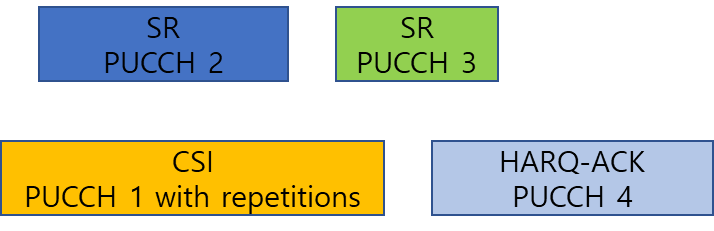 SR
PUCCH 2
SR
PUCCH 3
CSI
PUCCH 1 with repetitions
HARQ-ACK
PUCCH 4